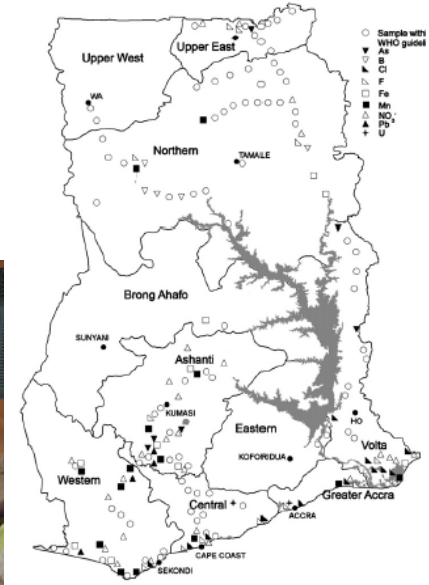 Upper East
Upper West
Sample with
WHO guideli
As
B
Cl
F
Fe
Mn
NO₃⁻
Pb
U
WA
Northern
TAMALE
Brong Ahafo
SUNYANI
Ashanti
KUMASI
Eastern
HO
KOFORIDUA
Volta
Western
Central
Greater Accra
ACCRA
CAPE COAST
SEKONDI